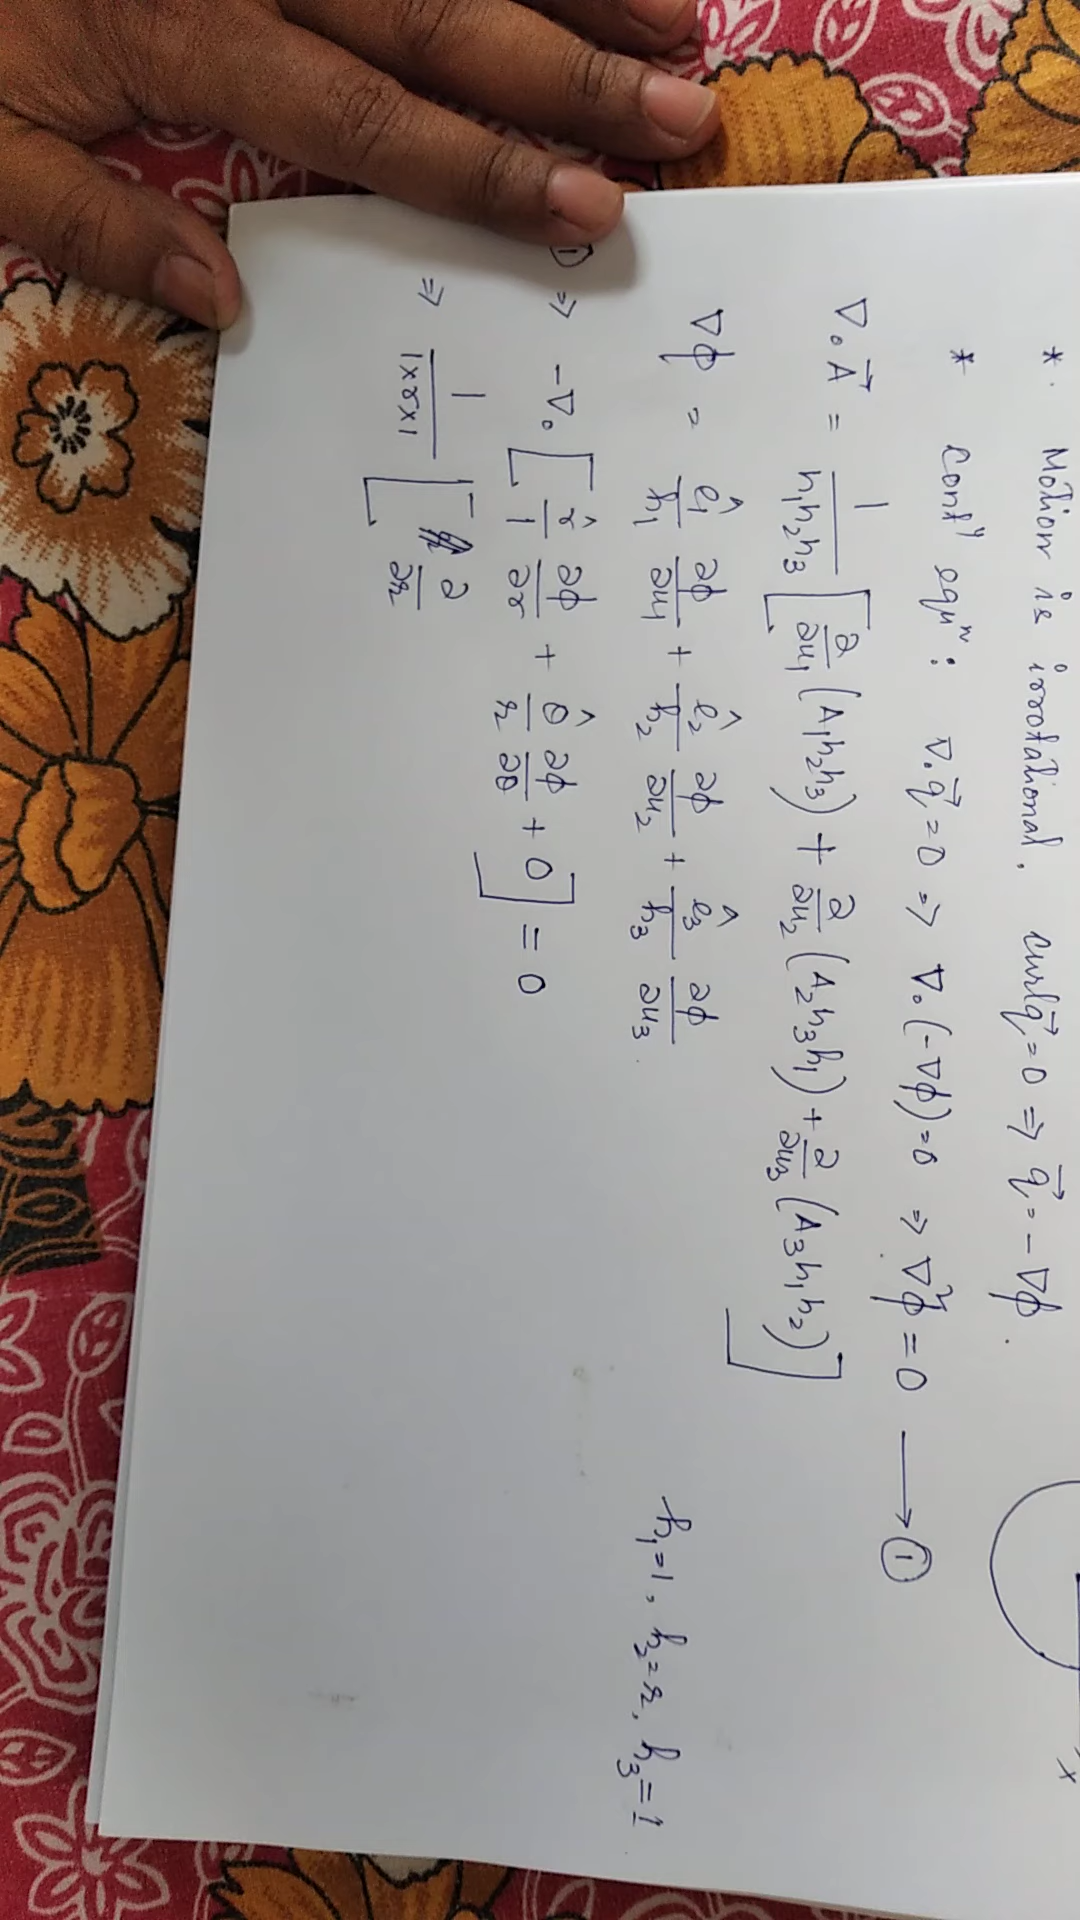 *. Motion is irrotational. curl q⃗ = 0 ⇒ q⃗ = -∇φ.
* Contⁿ equⁿ: ∇.q⃗ = 0 ⇒ ∇.(-∇φ) = 0 ⇒ ∇²φ = 0 → ①
∇.A⃗ = 1/(h₁h₂h₃) [∂/∂u₁ (A₁h₂h₃) + ∂/∂u₂ (A₂h₃h₁) + ∂/∂u₃ (A₃h₁h₂)]
∇φ = ê₁/h₁ ∂φ/∂u₁ + ê₂/h₂ ∂φ/∂u₂ + ê₃/h₃ ∂φ/∂u₃.
h₁=1, h₂=r, h₃=1
① ⇒ -∇.[r̂/1 ∂φ/∂r + θ̂/r ∂φ/∂θ + 0] = 0
⇒ 1/(1×r×1) [∂/∂r
x